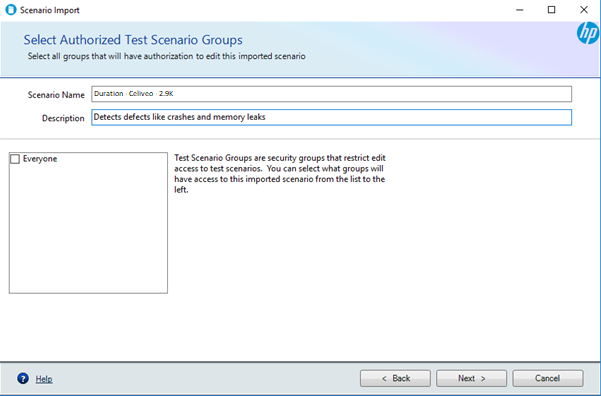 Scenario Import
hp
Select Authorized Test Scenario Groups
Select all groups that will have authorization to edit this imported scenario
Scenario Name
Duration - Celiveo - 2.9K
Description
Detects defects like crashes and memory leaks
Everyone
Test Scenario Groups are security groups that restrict edit
access to test scenarios.  You can select what groups will
have access to this imported scenario from the list to the
left.
? Help
< Back
Next >
Cancel